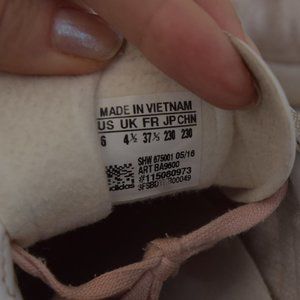 MADE IN VIETNAM
US UK FR JP CHN
6 4½ 37⅓ 230 230
SHW 675001 05/16
ART BA9600
#115080973